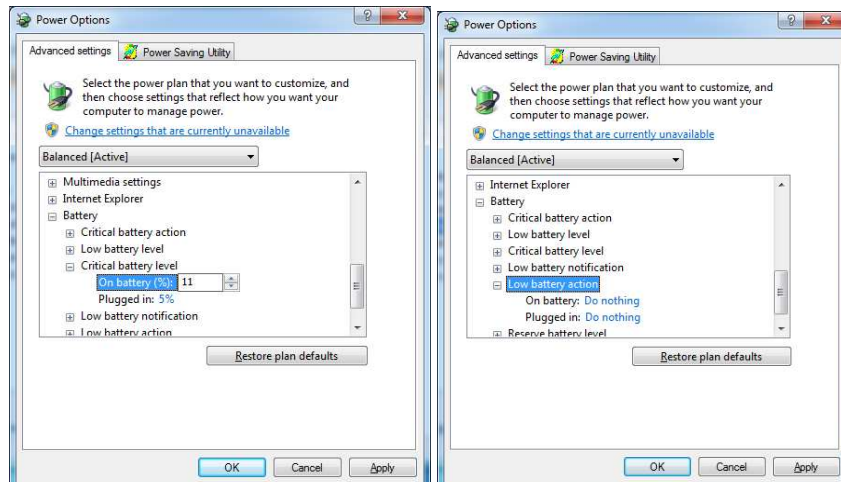 Power Options
Advanced settings
Power Saving Utility
Select the power plan that you want to customize, and
then choose settings that reflect how you want your
computer to manage power.
Change settings that are currently unavailable
Balanced [Active]
Multimedia settings
Internet Explorer
Battery
Critical battery action
Low battery level
Critical battery level
On battery (%): 11
Plugged in: 5%
Low battery notification
Low battery action
Restore plan defaults
OK
Cancel
Apply
Power Options
Advanced settings
Power Saving Utility
Select the power plan that you want to customize, and
then choose settings that reflect how you want your
computer to manage power.
Change settings that are currently unavailable
Balanced [Active]
Internet Explorer
Battery
Critical battery action
Low battery level
Critical battery level
Low battery notification
Low battery action
On battery: Do nothing
Plugged in: Do nothing
Reserve battery level
Restore plan defaults
OK
Cancel
Apply